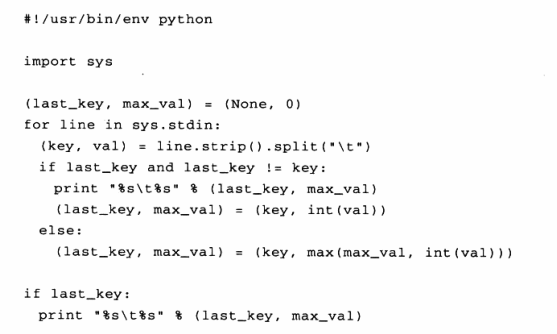 #!/usr/bin/env python

import sys

(last_key, max_val) = (None, 0)
for line in sys.stdin:
  (key, val) = line.strip().split("\t")
  if last_key and last_key != key:
    print "%s\t%s" % (last_key, max_val)
    (last_key, max_val) = (key, int(val))
  else:
    (last_key, max_val) = (key, max(max_val, int(val)))

if last_key:
  print "%s\t%s" % (last_key, max_val)